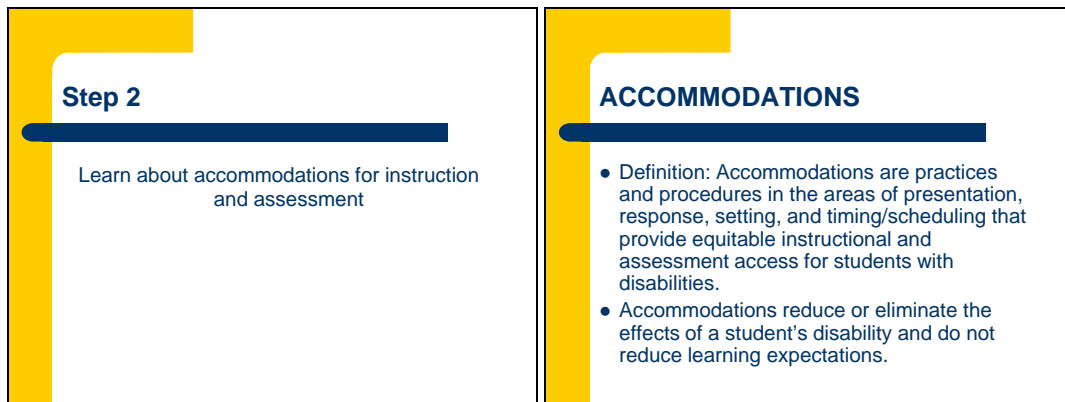 Step 2
Learn about accommodations for instruction
and assessment
ACCOMMODATIONS
● Definition: Accommodations are practices
and procedures in the areas of presentation,
response, setting, and timing/scheduling that
provide equitable instructional and
assessment access for students with
disabilities.
● Accommodations reduce or eliminate the
effects of a student’s disability and do not
reduce learning expectations.